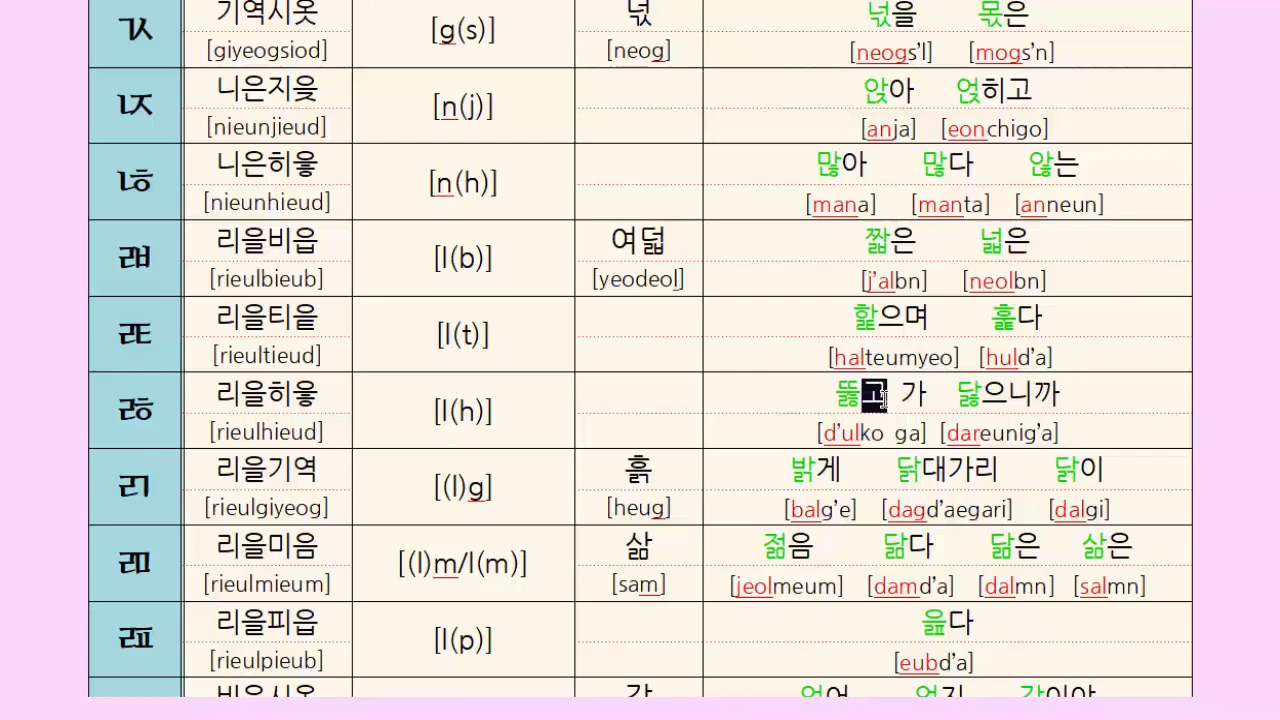 ㄳ 기역시옷 [g(s)] 넋 넋을 몫은
[giyeogsiod] [neog] [neogs'l] [mogs'n]
ㄵ 니은지읒 [n(j)] 앉아 얹히고
[nieunjieud] [anja] [eonchigo]
ㄶ 니은히읗 [n(h)] 많아 많다 않는
[nieunhieud] [mana] [manta] [anneun]
ㄼ 리을비읍 [l(b)] 여덟 짧은 넓은
[rieulbieub] [yeodeol] [j'albn] [neolbn]
ㄾ 리을티읕 [l(t)] 핥으며 훑다
[rieultieud] [halteumyeo] [huld'a]
ㅀ 리을히읗 [l(h)] 뚫고 가 닳으니까
[rieulhieud] [d'ulko ga] [dareunig'a]
ㄺ 리을기역 [(l)g] 흙 밝게 닭대가리 닭이
[rieulgiyeog] [heug] [balg'e] [dagd'aegari] [dalgi]
ㄻ 리을미음 [(l)m/l(m)] 삶 젊음 닮다 닮은 삶은
[rieulmieum] [sam] [jeolmeum] [damd'a] [dalmn] [salmn]
ㄿ 리을피읍 [l(p)] 읊다
[rieulpieub] [eubd'a]